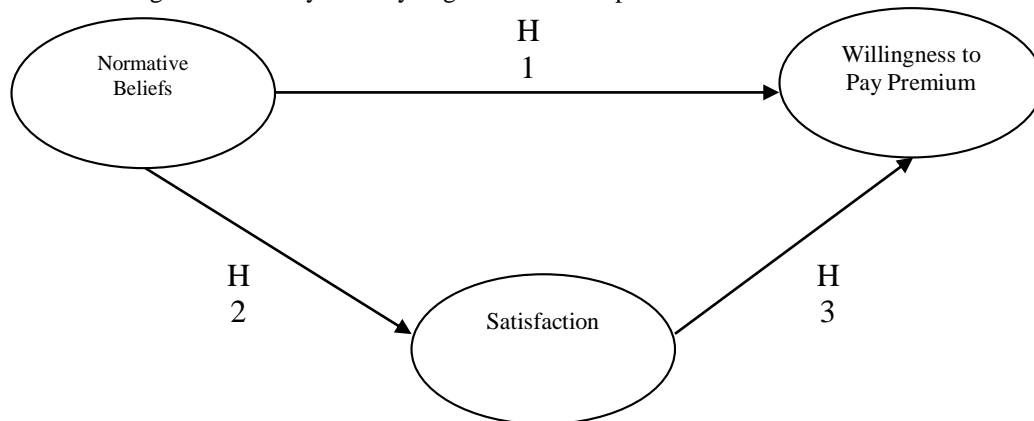 H
1
Normative
Beliefs
Willingness to
Pay Premium
H
2
Satisfaction
H
3